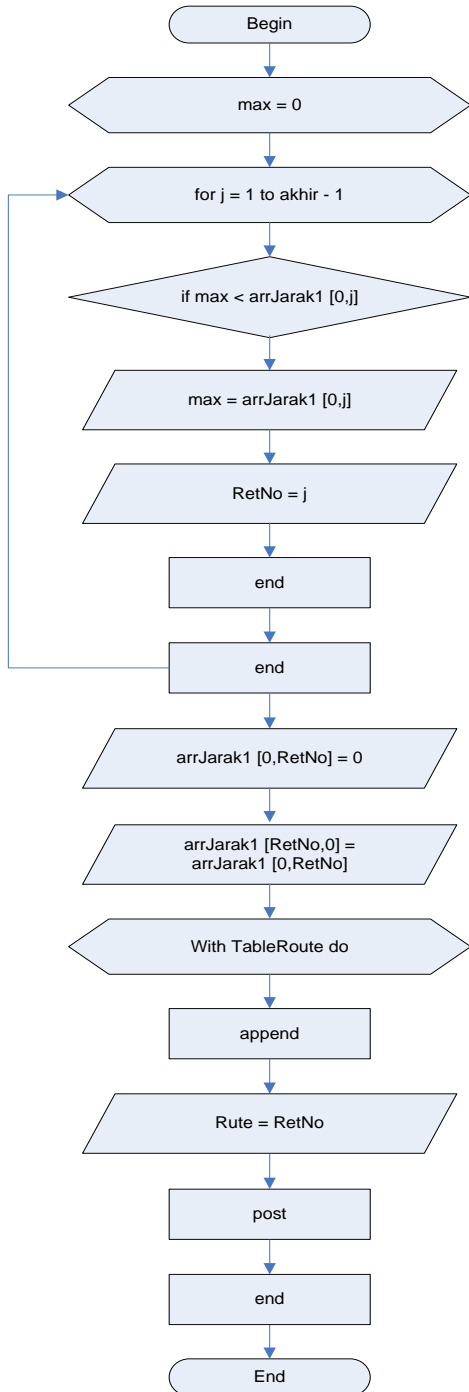 Begin
max = 0
for j = 1 to akhir - 1
if max < arrJarak1 [0,j]
max = arrJarak1 [0,j]
RetNo = j
end
end
arrJarak1 [0,RetNo] = 0
arrJarak1 [RetNo,0] =
arrJarak1 [0,RetNo]
With TableRoute do
append
Rute = RetNo
post
end
End